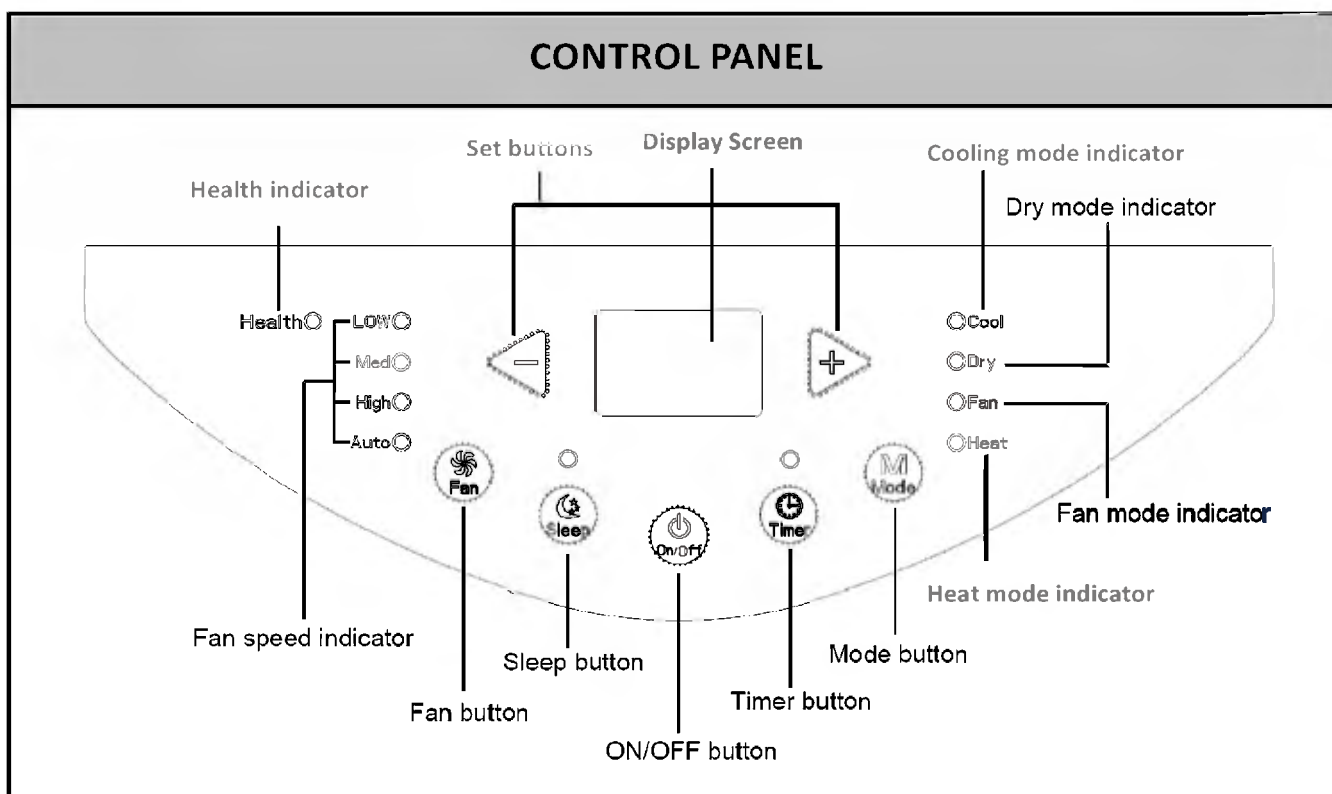 CONTROL PANEL
Set buttons
Display Screen
Cooling mode indicator
Health indicator
Dry mode indicator
Health
LOW
Cool
Med
−
+
Dry
High
Fan
Auto
Heat
Fan
M
Mode
Sleep
Timer
On/Off
Fan mode indicator
Heat mode indicator
Fan speed indicator
Sleep button
Mode button
Fan button
Timer button
ON/OFF button